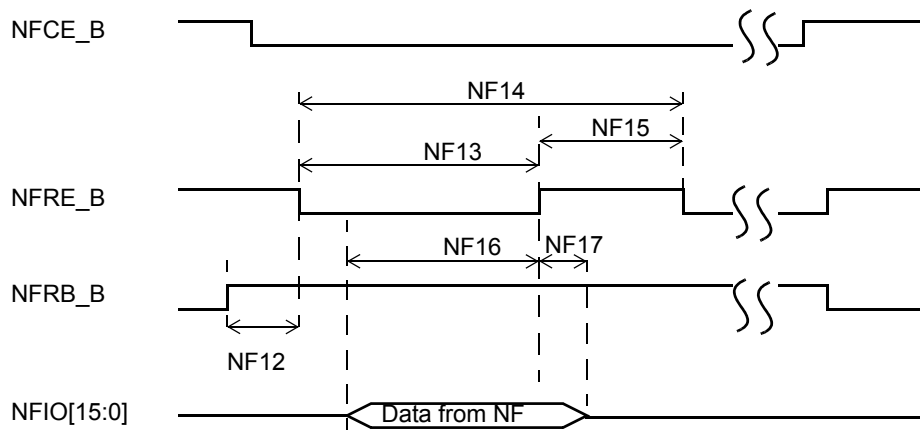 NFCE_B
NF14
NF15
NF13
NFRE_B
NF16
NF17
NFRB_B
NF12
NFIO[15:0]
Data from NF